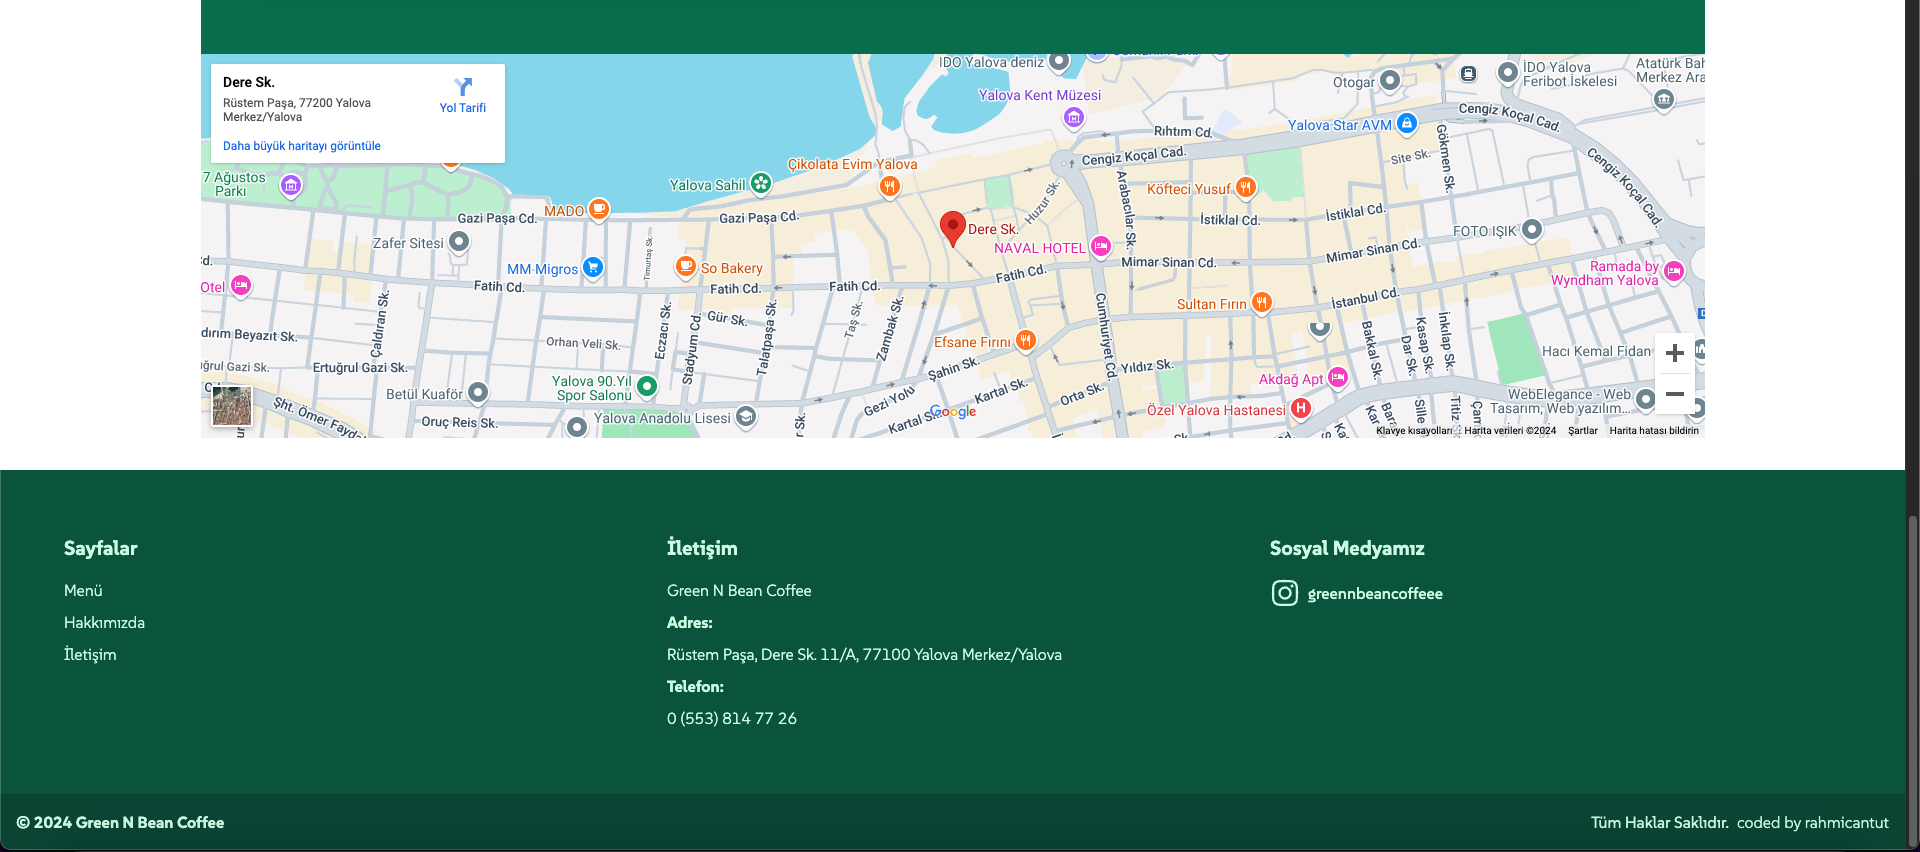 Dere Sk.
Rüstem Paşa, 77200 Yalova
Merkez/Yalova
Yol Tarifi
Daha büyük haritayı görüntüle
IDO Yalova deniz
Otogar
İDO Yalova
Feribot İskelesi
Atatürk Bah
Merkez Ara
Yalova Kent Müzesi
Yalova Star AVM
Cengiz Koçal Cad.
Rıhtım Cd.
Gökmen Sk.
Cengiz Koçal Cad.
Site Sk.
Cengiz Koçal Cad.
Çikolata Evim Yalova
7 Ağustos
Parkı
Yalova Sahil
Köfteci Yusuf
Arabacılar Sk.
Huzur Sk.
MADO
Gazi Paşa Cd.
Gazi Paşa Cd.
İstiklal Cd.
İstiklal Cd.
Dere Sk.
FOTO IŞIK
Zafer Sitesi
Timurtaş Sk.
NAVAL HOTEL
Mimar Sinan Cd.
Mimar Sinan Cd.
Ramada by
Wyndham Yalova
MM Migros
So Bakery
Fatih Cd.
Otel
Fatih Cd.
Fatih Cd.
Fatih Cd.
Sultan Fırın
İstanbul Cd.
Cumhuriyet Cd.
Gür Sk.
Çaldıran Sk.
Eczacı Sk.
Stadyum Cd.
Talatpaşa Sk.
Taş Sk.
Zambak Sk.
dırım Beyazıt Sk.
Orhan Veli Sk.
Efsane Fırını
Bakkal Sk.
Dar Sk.
Kasap Sk.
İnkılap Sk.
Hacı Kemal Fidan
uğrul Gazi Sk.
Ertuğrul Gazi Sk.
Şahin Sk.
Yıldız Sk.
Akdağ Apt
Yalova 90.Yıl
Spor Salonu
Betül Kuaför
Gezi Yolu
Kartal Sk.
Orta Sk.
WebElegance - Web
Tasarım, Web yazılım...
Şht. Ömer Fayda
Oruç Reis Sk.
Yalova Anadolu Lisesi
Kartal S
Google
Özel Yalova Hastanesi
H
Klavye kısayolları
Harita verileri ©2024
Şartlar
Harita hatası bildirin
Sayfalar
Menü
Hakkımızda
İletişim
İletişim
Green N Bean Coffee
Adres:
Rüstem Paşa, Dere Sk. 11/A, 77100 Yalova Merkez/Yalova
Telefon:
0 (553) 814 77 26
Sosyal Medyamız
greennbeancoffeee
© 2024 Green N Bean Coffee
Tüm Haklar Saklıdır. coded by rahmicantut